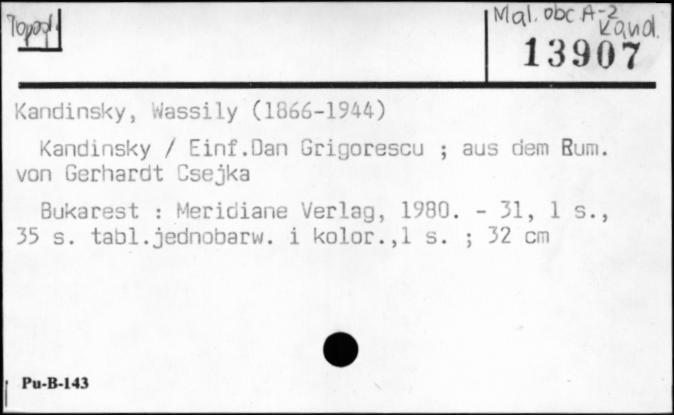 Topogr.
Mal. obc A-2
Kand.
13907
Kandinsky, Wassily (1866-1944)
Kandinsky / Einf.Dan Grigorescu ; aus dem Rum.
von Gerhardt Csejka
Bukarest : Meridiane Verlag, 1980. - 31, 1 s.,
35 s. tabl.jednobarw. i kolor.,1 s. ; 32 cm
Pu-B-143